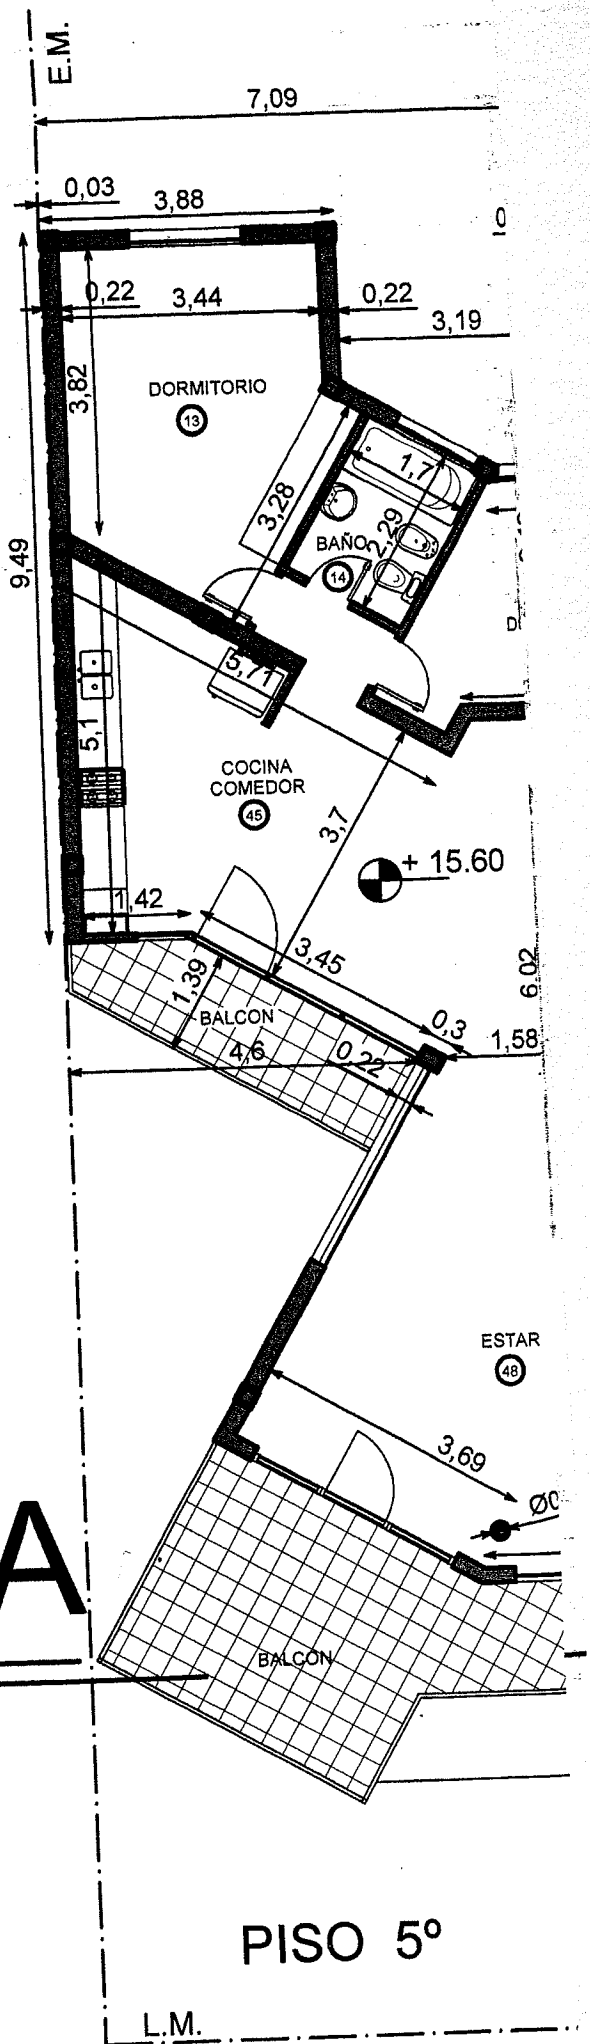 E.M.
7,09
0,03
3,88
0
0,22
3,44
0,22
3,19
3,82
DORMITORIO
13
1,7
3,28
2,29
BAÑO
14
9,49
D
5,71
5,1
COCINA
COMEDOR
45
3,7
+ 15.60
1,42
3,45
1,39
BALCON
6,02
0,3
4,6
0,22
1,58
ESTAR
48
3,69
Ø0
A
BALCON
PISO 5º
L.M.